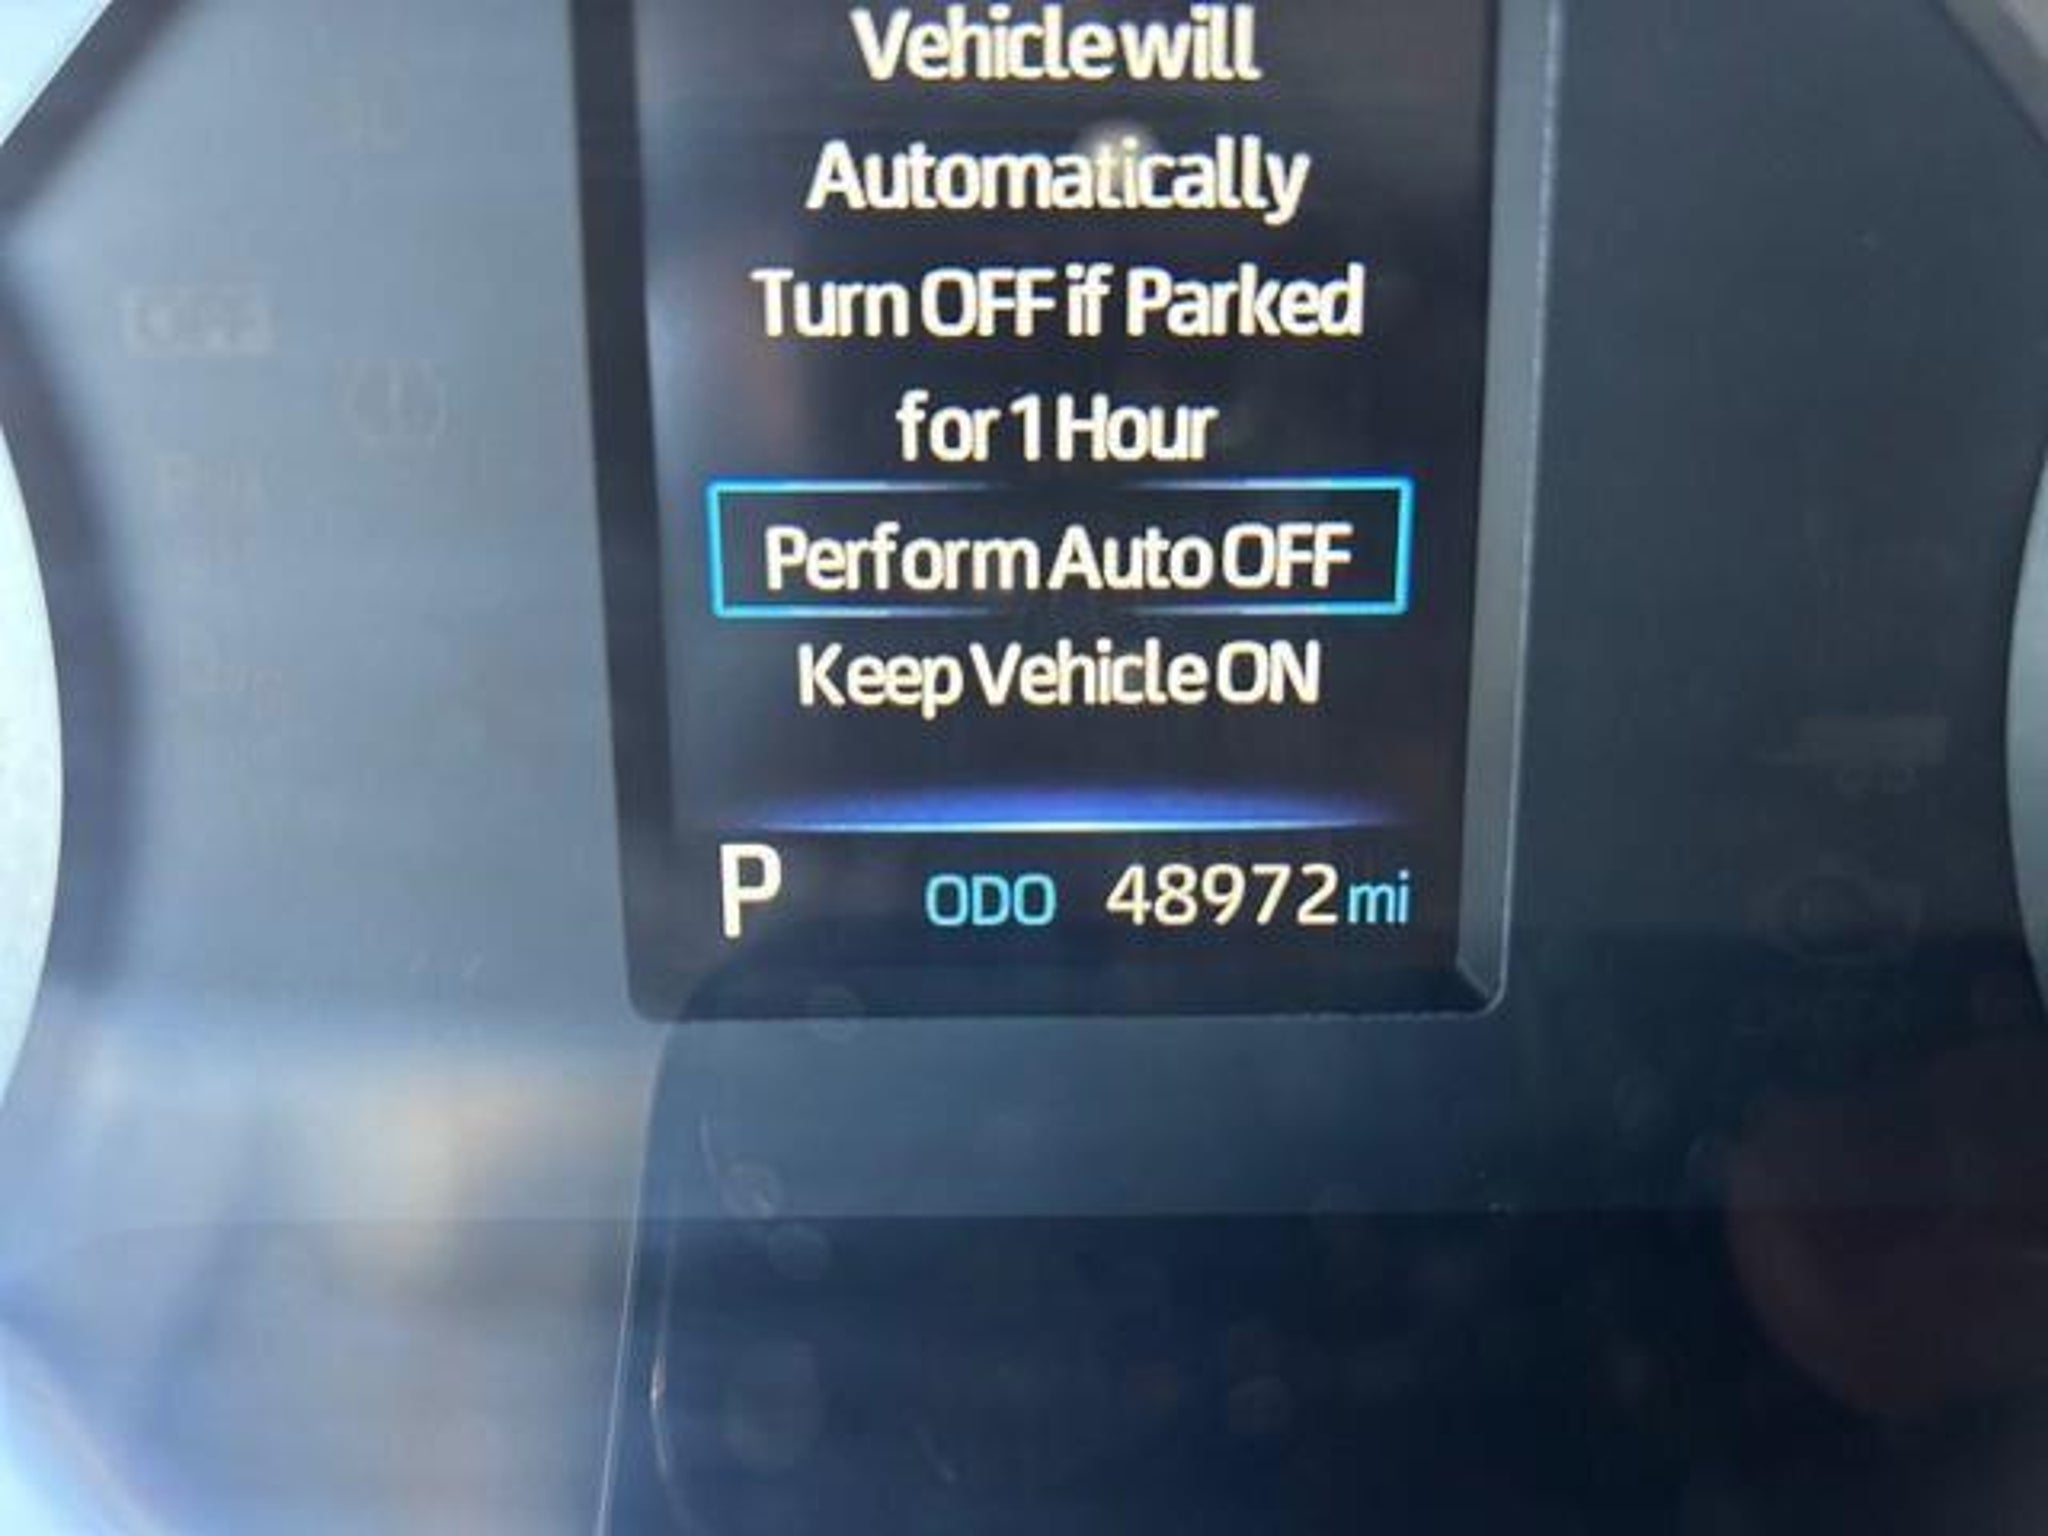 Vehicle will
Automatically
Turn OFF if Parked
for 1 Hour
Perform Auto OFF
Keep Vehicle ON
P ODO 48972 mi